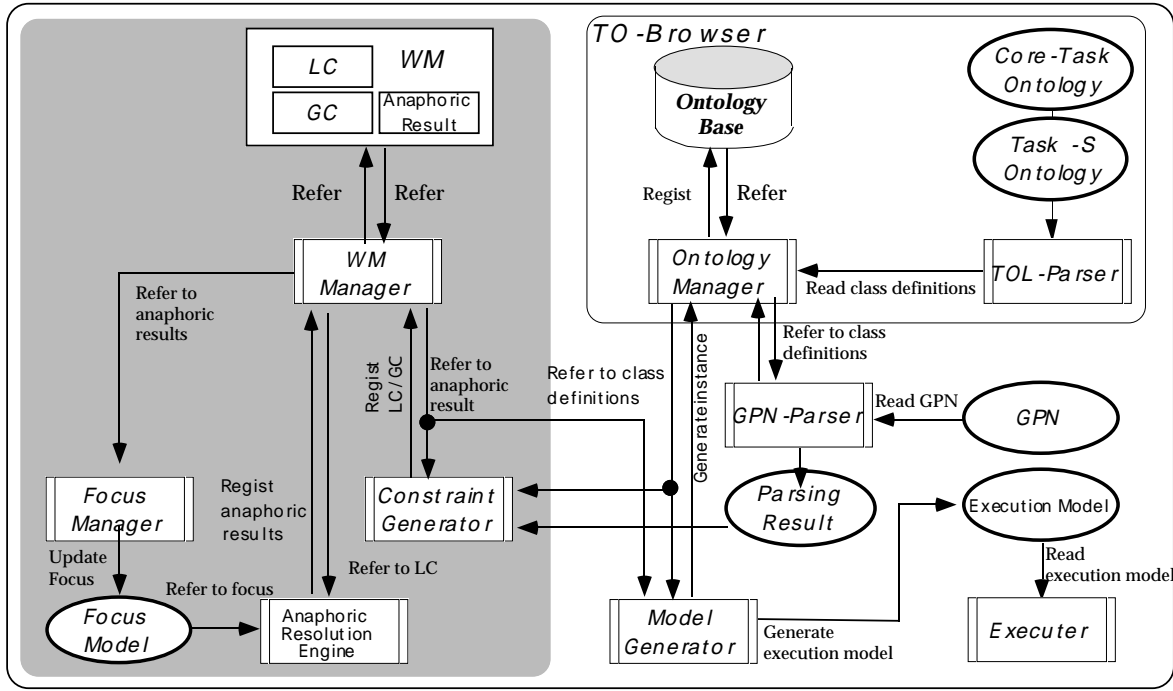 LC
WM
GC
Anaphoric
Result
Refer
Refer
WM
Manager
Refer to
anaphoric
results
Regist
LC/GC
Refer to
anaphoric
result
Focus
Manager
Regist
anaphoric
results
Constraint
Generator
Update
Focus
Refer to focus
Refer to LC
Focus
Model
Anaphoric
Resolution
Engine
TO-Browser
Ontology
Base
Core-Task
Ontology
Task-S
Ontology
Regist
Refer
Ontology
Manager
TOL-Parser
Read class definitions
Refer to class
definitions
Refer to class
definitions
Generate instance
GPN-Parser
Read GPN
GPN
Parsing
Result
Execution Model
Read
execution model
Model
Generator
Generate
execution model
Executer